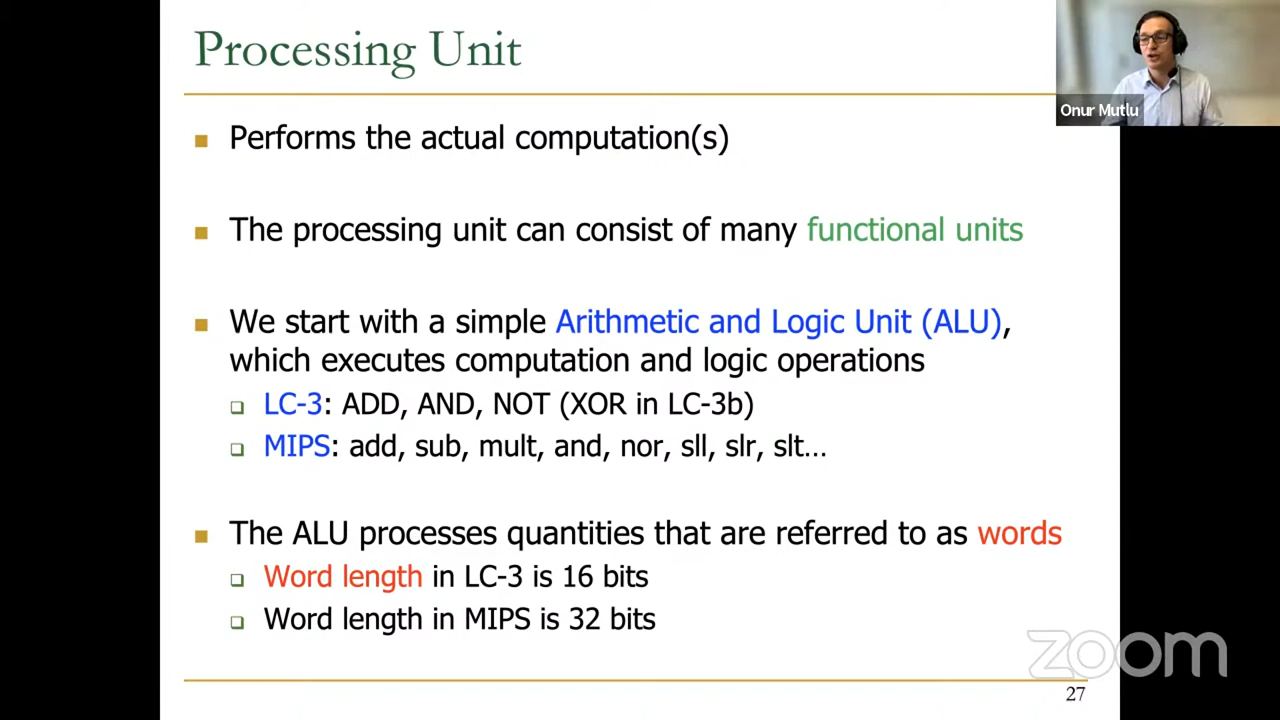 Processing Unit
Onur Mutlu
Performs the actual computation(s)
The processing unit can consist of many functional units
We start with a simple Arithmetic and Logic Unit (ALU),
which executes computation and logic operations
LC-3: ADD, AND, NOT (XOR in LC-3b)
MIPS: add, sub, mult, and, nor, sll, slr, slt…
The ALU processes quantities that are referred to as words
Word length in LC-3 is 16 bits
Word length in MIPS is 32 bits
zoom
27